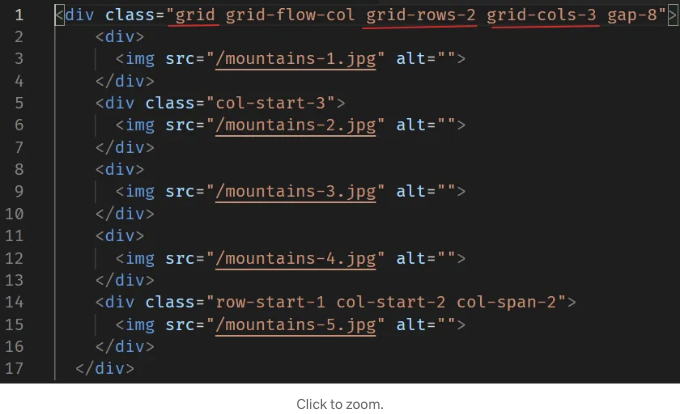 1 <div class="grid grid-flow-col grid-rows-2 grid-cols-3 gap-8">
2 <div>
3 <img src="/mountains-1.jpg" alt="">
4 </div>
5 <div class="col-start-3">
6 <img src="/mountains-2.jpg" alt="">
7 </div>
8 <div>
9 <img src="/mountains-3.jpg" alt="">
10 </div>
11 <div>
12 <img src="/mountains-4.jpg" alt="">
13 </div>
14 <div class="row-start-1 col-start-2 col-span-2">
15 <img src="/mountains-5.jpg" alt="">
16 </div>
17 </div>
Click to zoom.